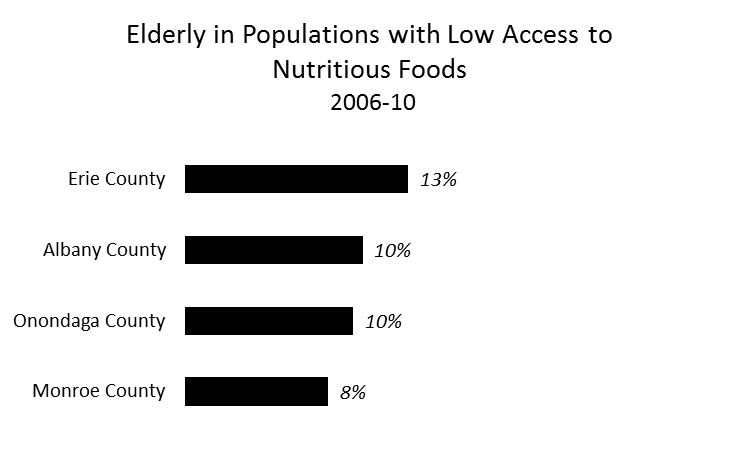 Elderly in Populations with Low Access to
Nutritious Foods
2006-10
Erie County 13%
Albany County 10%
Onondaga County 10%
Monroe County 8%